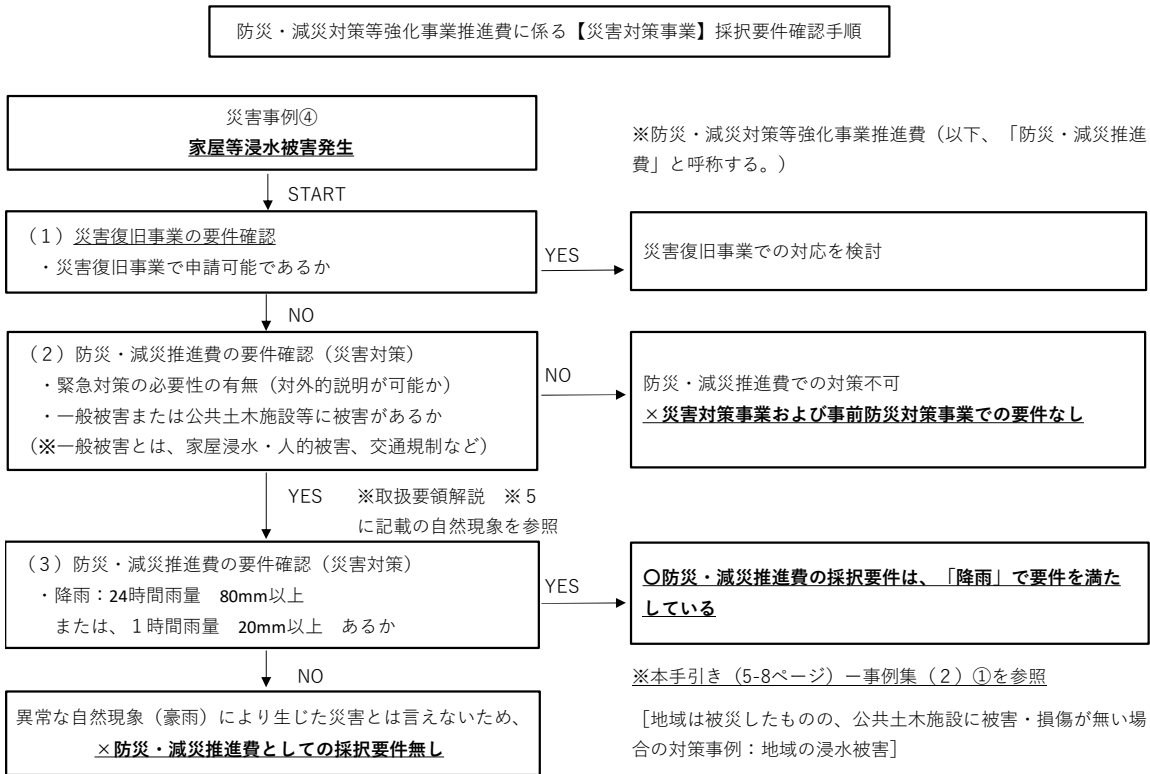 防災・減災対策等強化事業推進費に係る【災害対策事業】採択要件確認手順
災害事例④
家屋等浸水被害発生
※防災・減災対策等強化事業推進費（以下、「防災・減災推進
費」と呼称する。）
START
（１）災害復旧事業の要件確認
・災害復旧事業で申請可能であるか
YES
災害復旧事業での対応を検討
NO
（２）防災・減災推進費の要件確認（災害対策）
・緊急対策の必要性の有無（対外的説明が可能か）
・一般被害または公共土木施設等に被害があるか
（※一般被害とは、家屋浸水・人的被害、交通規制など）
NO
防災・減災推進費での対策不可
×災害対策事業および事前防災対策事業での要件なし
YES　※取扱要領解説　※５
に記載の自然現象を参照
（３）防災・減災推進費の要件確認（災害対策）
・降雨：24時間雨量　80mm以上
または、１時間雨量　20mm以上　あるか
YES
〇防災・減災推進費の採択要件は、「降雨」で要件を満た
している
NO
異常な自然現象（豪雨）により生じた災害とは言えないため、
×防災・減災推進費としての採択要件無し
※本手引き（5-8ページ）ー事例集（２）①を参照
［地域は被災したものの、公共土木施設に被害・損傷が無い場
合の対策事例：地域の浸水被害］